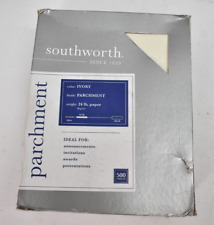 southworth.
parchment
color: IVORY
finish: PARCHMENT
weight: 24 lb. paper
IDEAL FOR:
announcements
invitations
awards
presentations
500